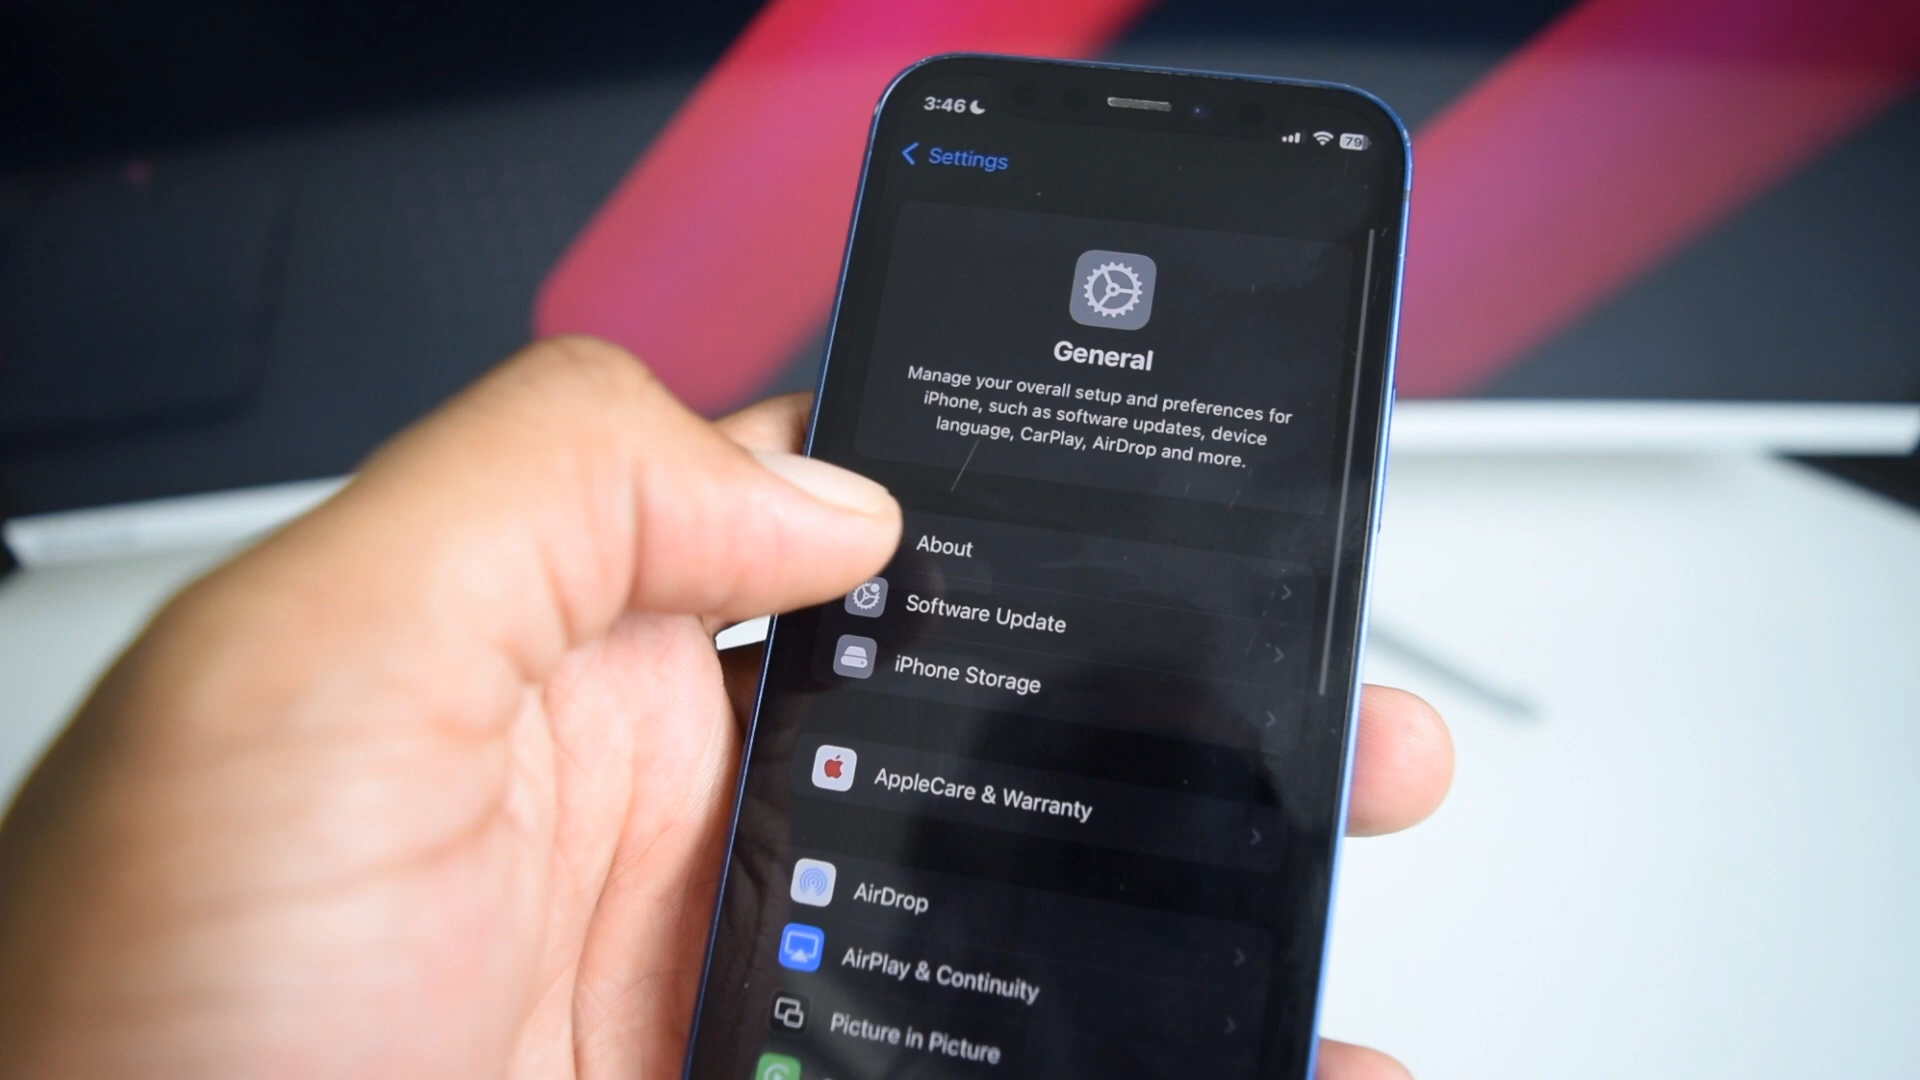 3:46
79
Settings
General
Manage your overall setup and preferences for
iPhone, such as software updates, device
language, CarPlay, AirDrop and more.
About
Software Update
iPhone Storage
AppleCare & Warranty
AirDrop
AirPlay & Continuity
Picture in Picture